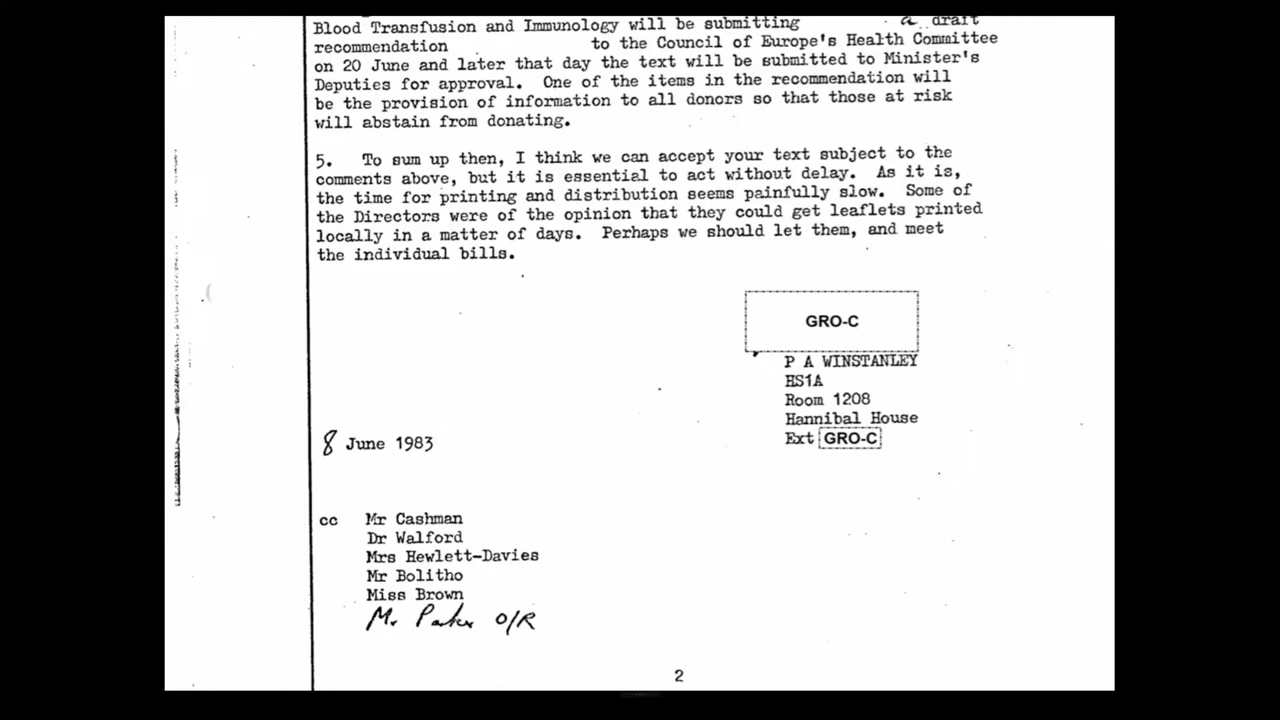 Blood Transfusion and Immunology will be submitting a draft
recommendation to the Council of Europe's Health Committee
on 20 June and later that day the text will be submitted to Minister's
Deputies for approval. One of the items in the recommendation will
be the provision of information to all donors so that those at risk
will abstain from donating.
5. To sum up then, I think we can accept your text subject to the
comments above, but it is essential to act without delay. As it is,
the time for printing and distribution seems painfully slow. Some of
the Directors were of the opinion that they could get leaflets printed
locally in a matter of days. Perhaps we should let them, and meet
the individual bills.
GRO-C
P A WINSTANLEY
HS1A
Room 1208
Hannibal House
Ext GRO-C
8 June 1983
cc Mr Cashman
Dr Walford
Mrs Hewlett-Davies
Mr Bolitho
Miss Brown
Mr Parker O/R
2